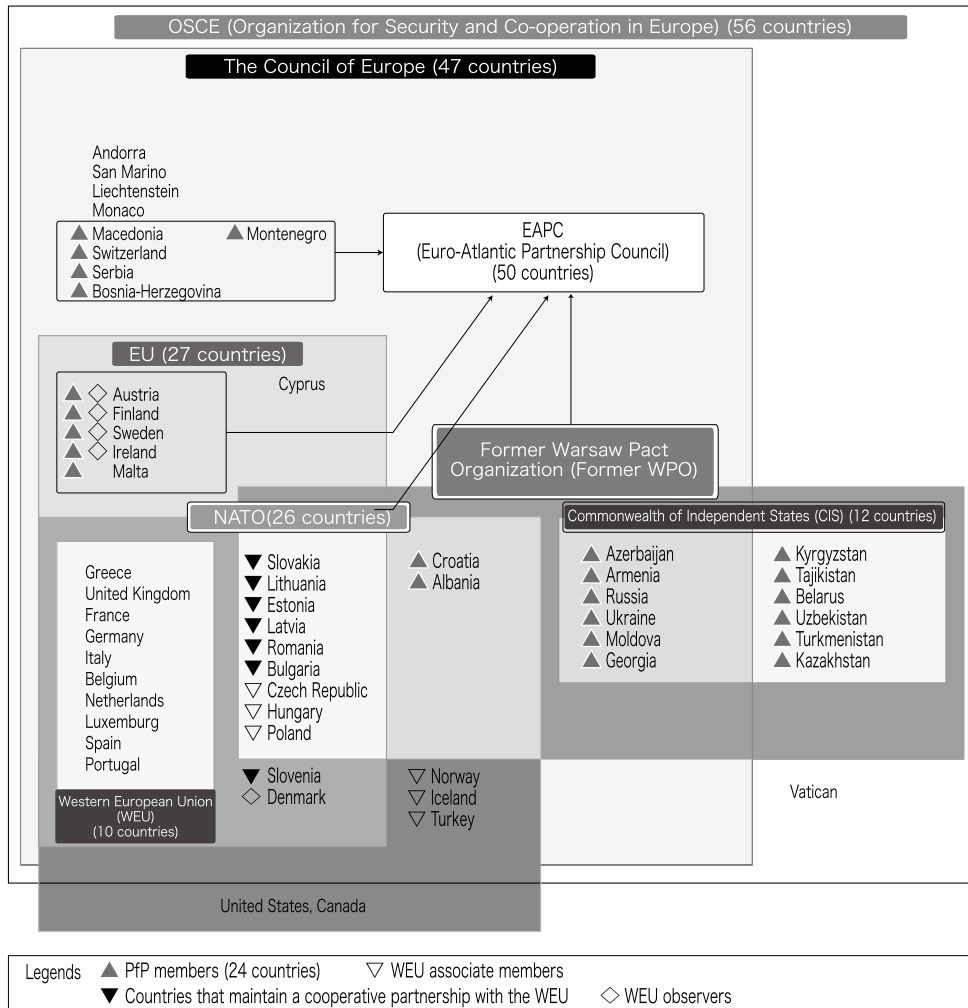 OSCE (Organization for Security and Co-operation in Europe) (56 countries)
The Council of Europe (47 countries)
Andorra
San Marino
Liechtenstein
Monaco
Macedonia
Switzerland
Serbia
Bosnia-Herzegovina
Montenegro
EAPC
(Euro-Atlantic Partnership Council)
(50 countries)
EU (27 countries)
Cyprus
Austria
Finland
Sweden
Ireland
Malta
Former Warsaw Pact
Organization (Former WPO)
NATO(26 countries)
Commonwealth of Independent States (CIS) (12 countries)
Greece
United Kingdom
France
Germany
Italy
Belgium
Netherlands
Luxemburg
Spain
Portugal
Western European Union
(WEU)
(10 countries)
Slovakia
Lithuania
Estonia
Latvia
Romania
Bulgaria
Czech Republic
Hungary
Poland
Slovenia
Denmark
Croatia
Albania
Norway
Iceland
Turkey
Azerbaijan
Armenia
Russia
Ukraine
Moldova
Georgia
Kyrgyzstan
Tajikistan
Belarus
Uzbekistan
Turkmenistan
Kazakhstan
Vatican
United States, Canada
Legends
PfP members (24 countries)
WEU associate members
Countries that maintain a cooperative partnership with the WEU
WEU observers